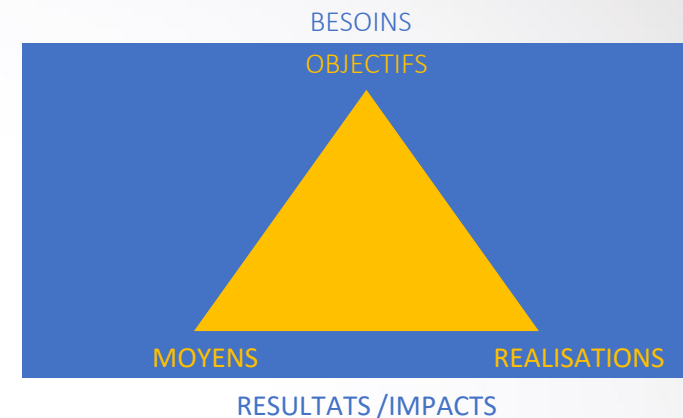 BESOINS
OBJECTIFS
MOYENS
REALISATIONS
RESULTATS /IMPACTS